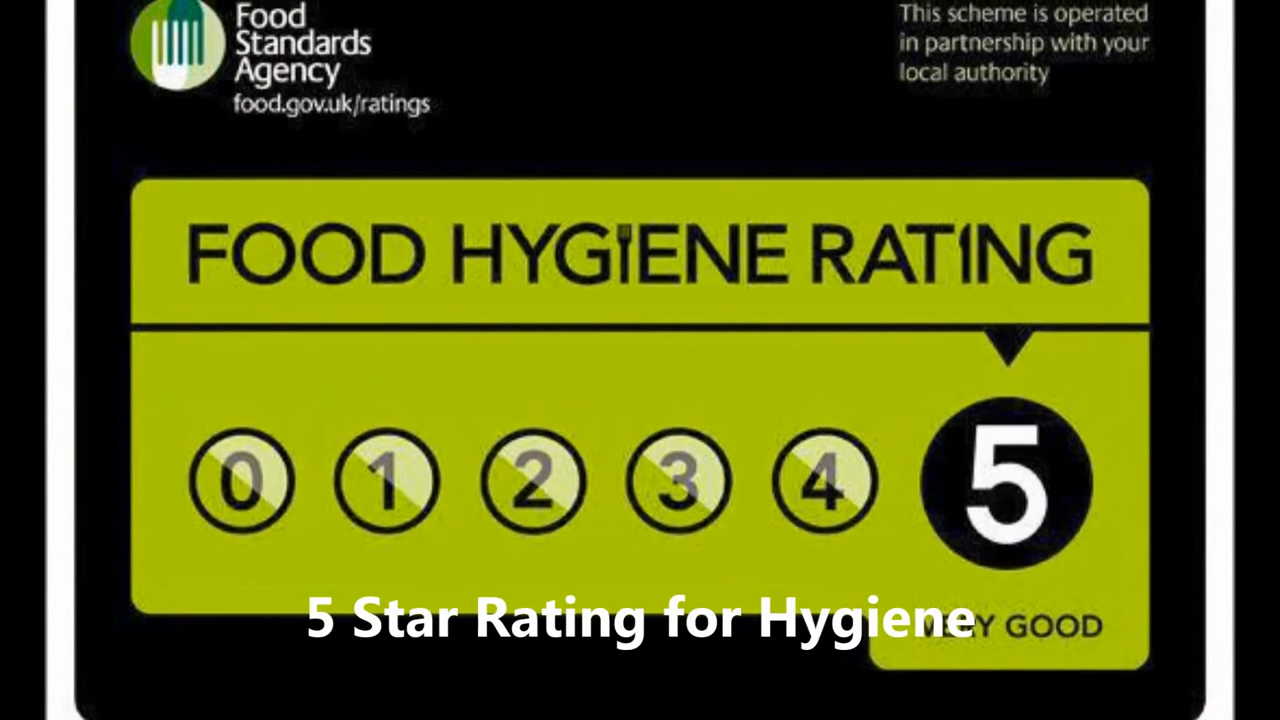 Food
Standards
Agency
food.gov.uk/ratings
This scheme is operated
in partnership with your
local authority
FOOD HYGIENE RATING
0 1 2 3 4 5
VERY GOOD
5 Star Rating for Hygiene